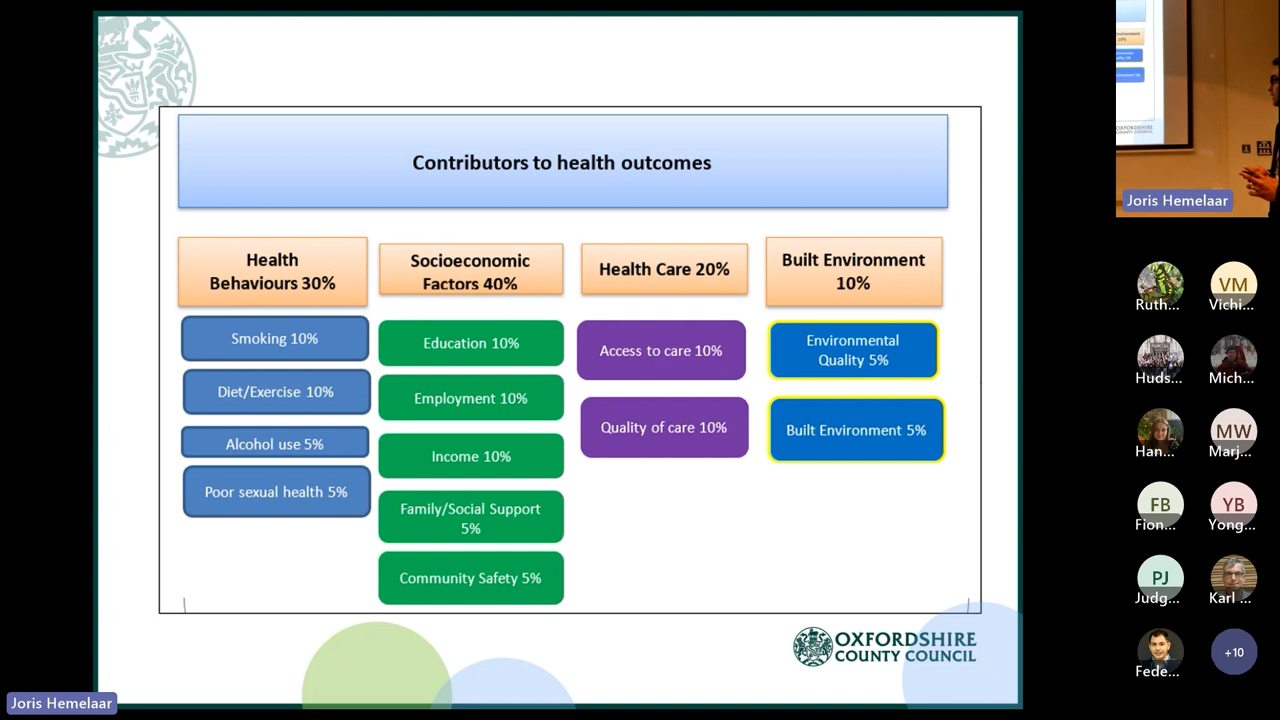 Contributors to health outcomes
Health
Behaviours 30%
Socioeconomic
Factors 40%
Health Care 20%
Built Environment
10%
Smoking 10%
Diet/Exercise 10%
Alcohol use 5%
Poor sexual health 5%
Education 10%
Employment 10%
Income 10%
Family/Social Support
5%
Community Safety 5%
Access to care 10%
Quality of care 10%
Environmental
Quality 5%
Built Environment 5%
OXFORDSHIRE
COUNTY COUNCIL
Joris Hemelaar
OXFORDSHIRE
COUNTY COUNCIL
Joris Hemelaar
Ruth...
VM
Vichi...
Huds...
Mich...
Han...
MW
Marj...
FB
Fion...
YB
Yong...
PJ
Judg...
Karl ...
Fede...
+10